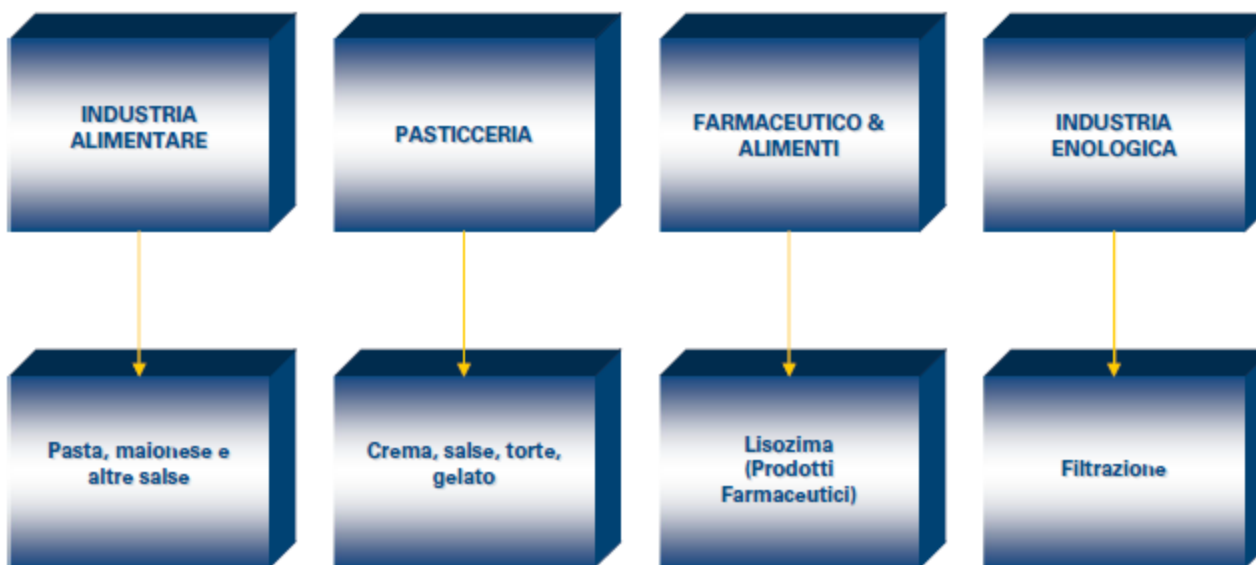 INDUSTRIA
ALIMENTARE
PASTICCERIA
FARMACEUTICO &
ALIMENTI
INDUSTRIA
ENOLOGICA
Pasta, maionese e
altre salse
Crema, salse, torte,
gelato
Lisozima
(Prodotti
Farmaceutici)
Filtrazione